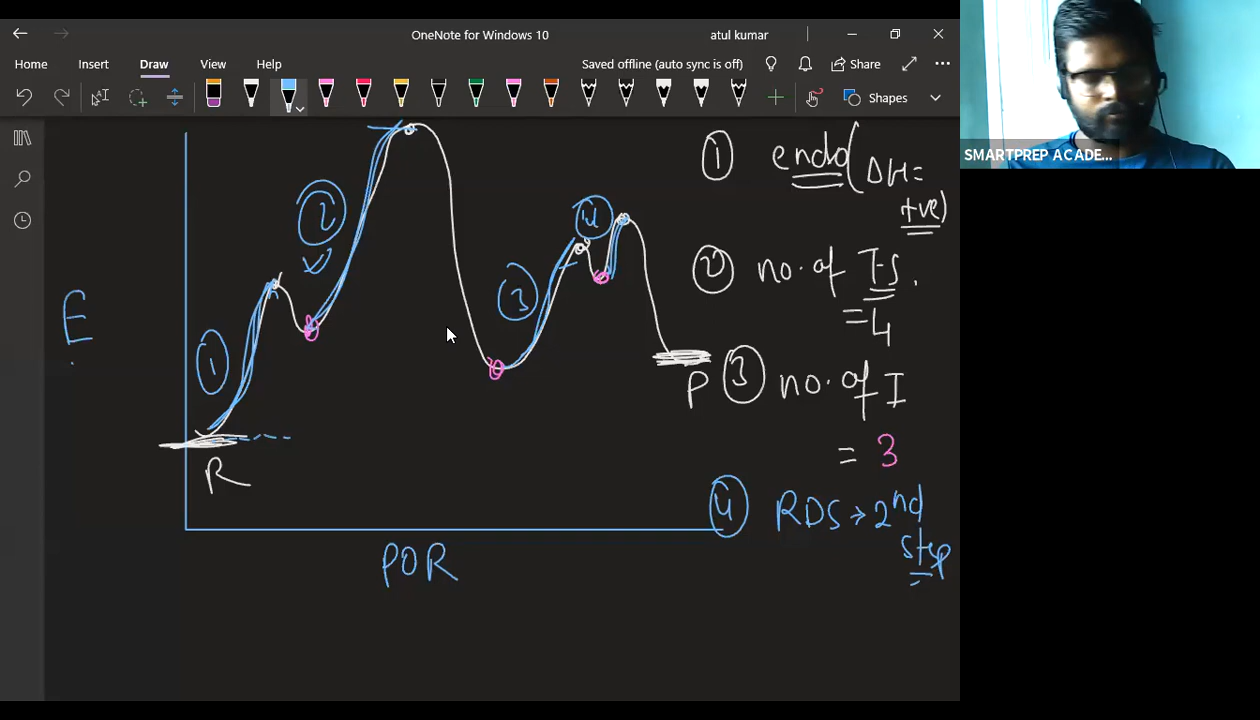 OneNote for Windows 10
atul kumar
Home Insert Draw View Help
Saved offline (auto sync is off)
Share
Shapes
SMARTPREP ACADE...
① endo (ΔH= +ve)
② no. of T.S. = 4
③ no. of I = 3
④ RDS → 2nd step
E
①
②
③
④
R
P
POR